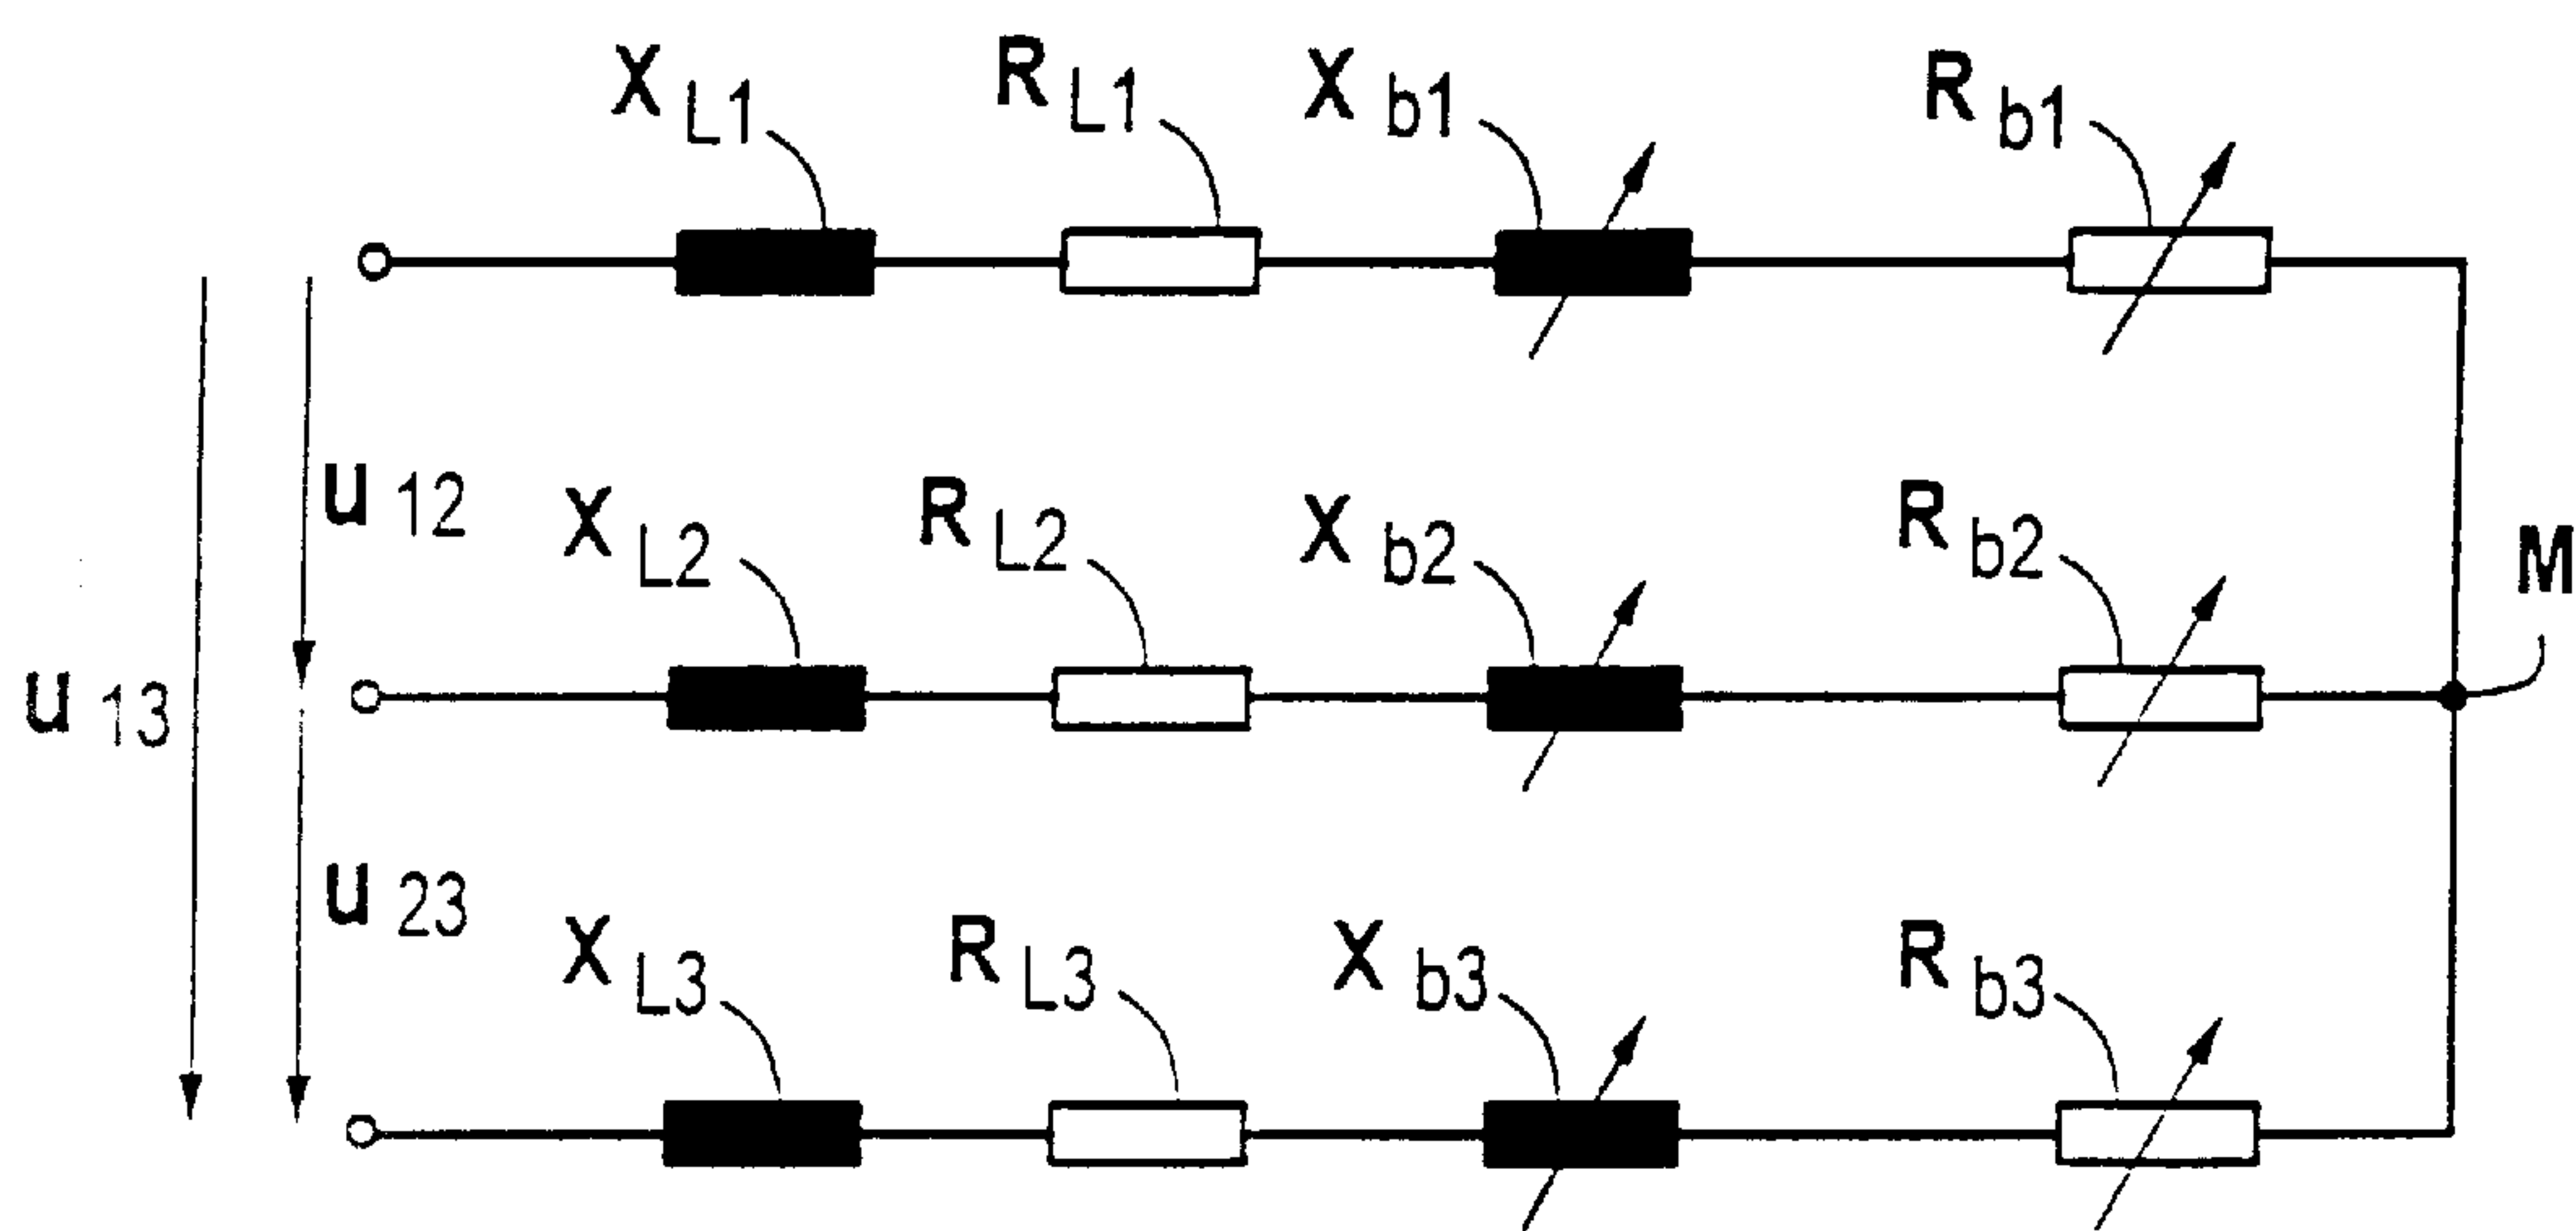 X L1 R L1 X b1 R b1
u 12
X L2 R L2 X b2 R b2
M
u 13
u 23
X L3 R L3 X b3 R b3